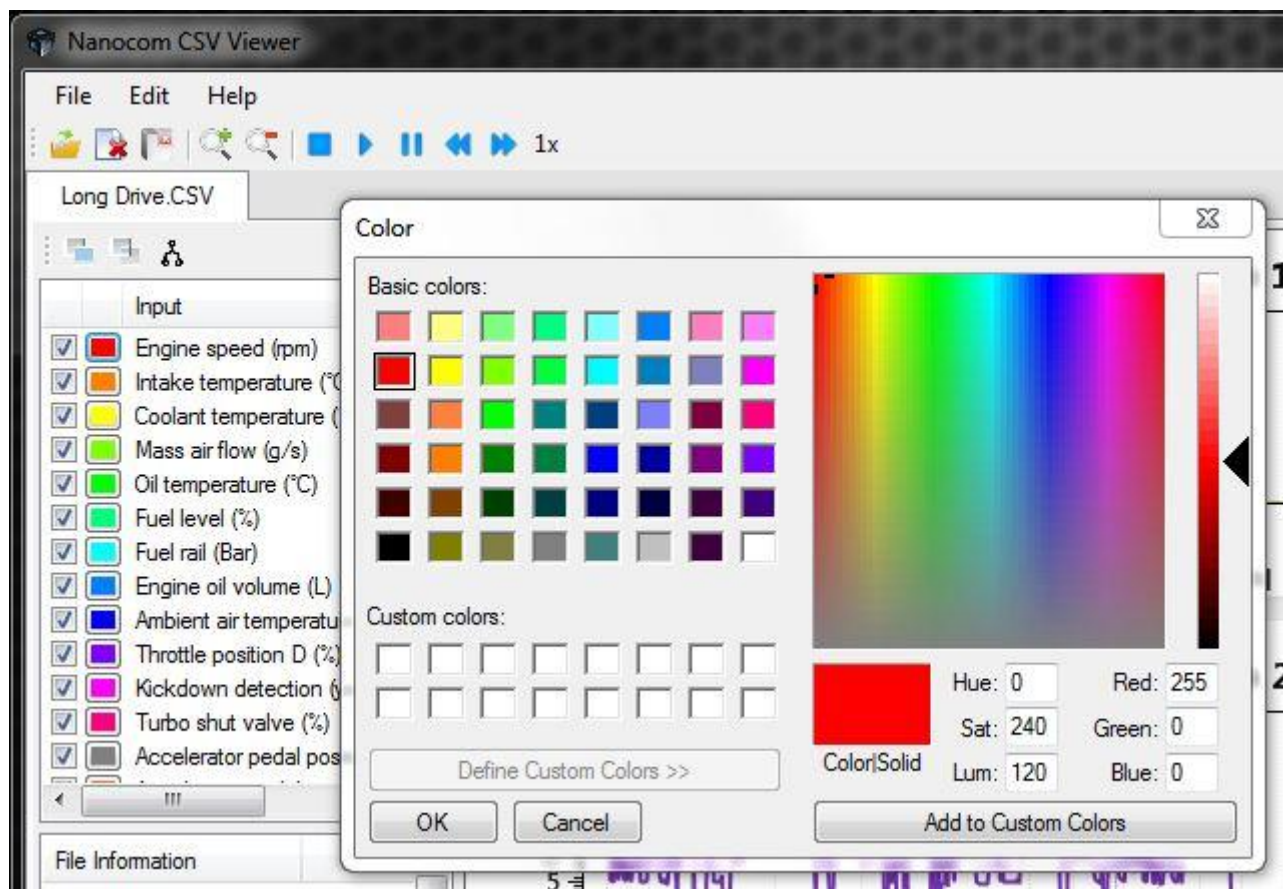 Nanocom CSV Viewer
File Edit Help
1x
Long Drive.CSV
Input
Engine speed (rpm)
Intake temperature (°C
Coolant temperature (
Mass air flow (g/s)
Oil temperature (°C)
Fuel level (%)
Fuel rail (Bar)
Engine oil volume (L)
Ambient air temperatu
Throttle position D (%)
Kickdown detection (y
Turbo shut valve (%)
Accelerator pedal pos
File Information
Color
Basic colors:
Custom colors:
Define Custom Colors >>
OK Cancel
Color|Solid
Hue: 0 Red: 255
Sat: 240 Green: 0
Lum: 120 Blue: 0
Add to Custom Colors
1
2
5